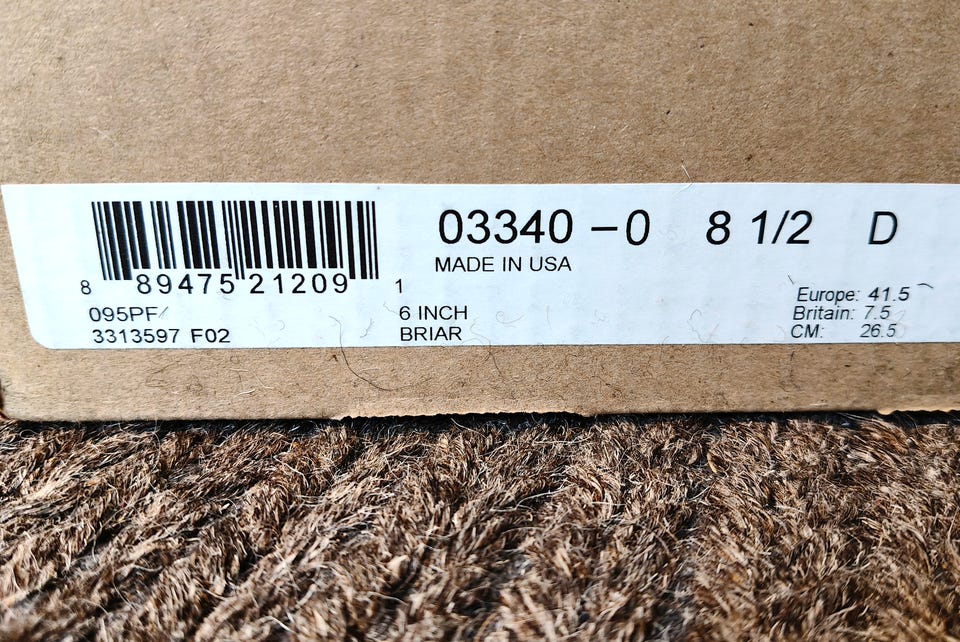 03340 – 0 8 1/2 D
MADE IN USA
8 89475 21209 1
095PF/
3313597 F02
6 INCH
BRIAR
Europe: 41.5
Britain: 7.5
CM: 26.5